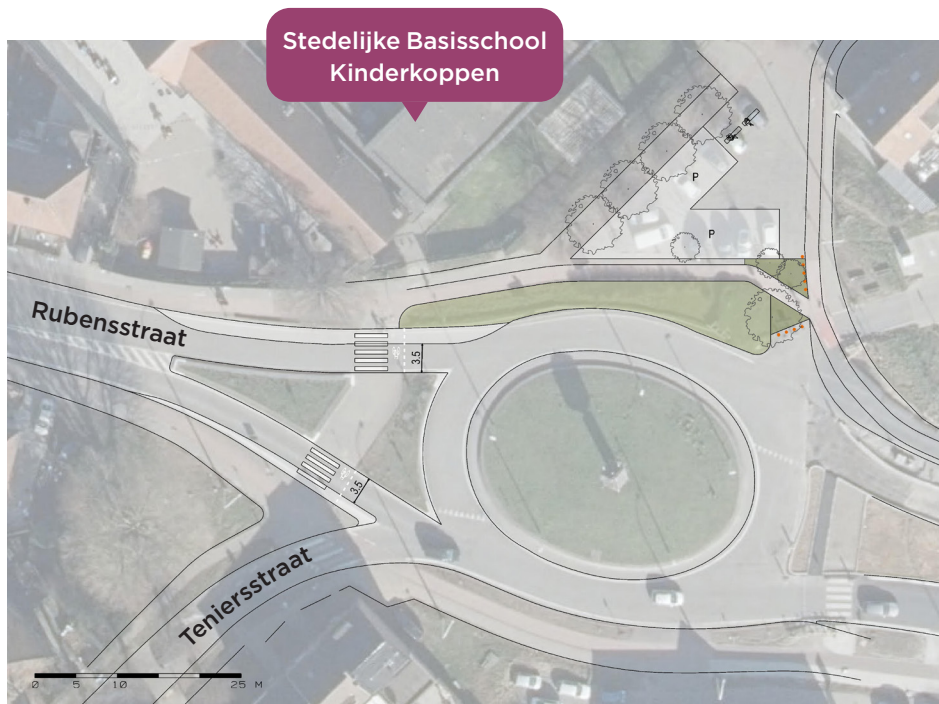 Stedelijke Basisschool
Kinderkoppen
P
P
Rubensstraat
3.5
3.5
Teniersstraat
0 5 10 25 M